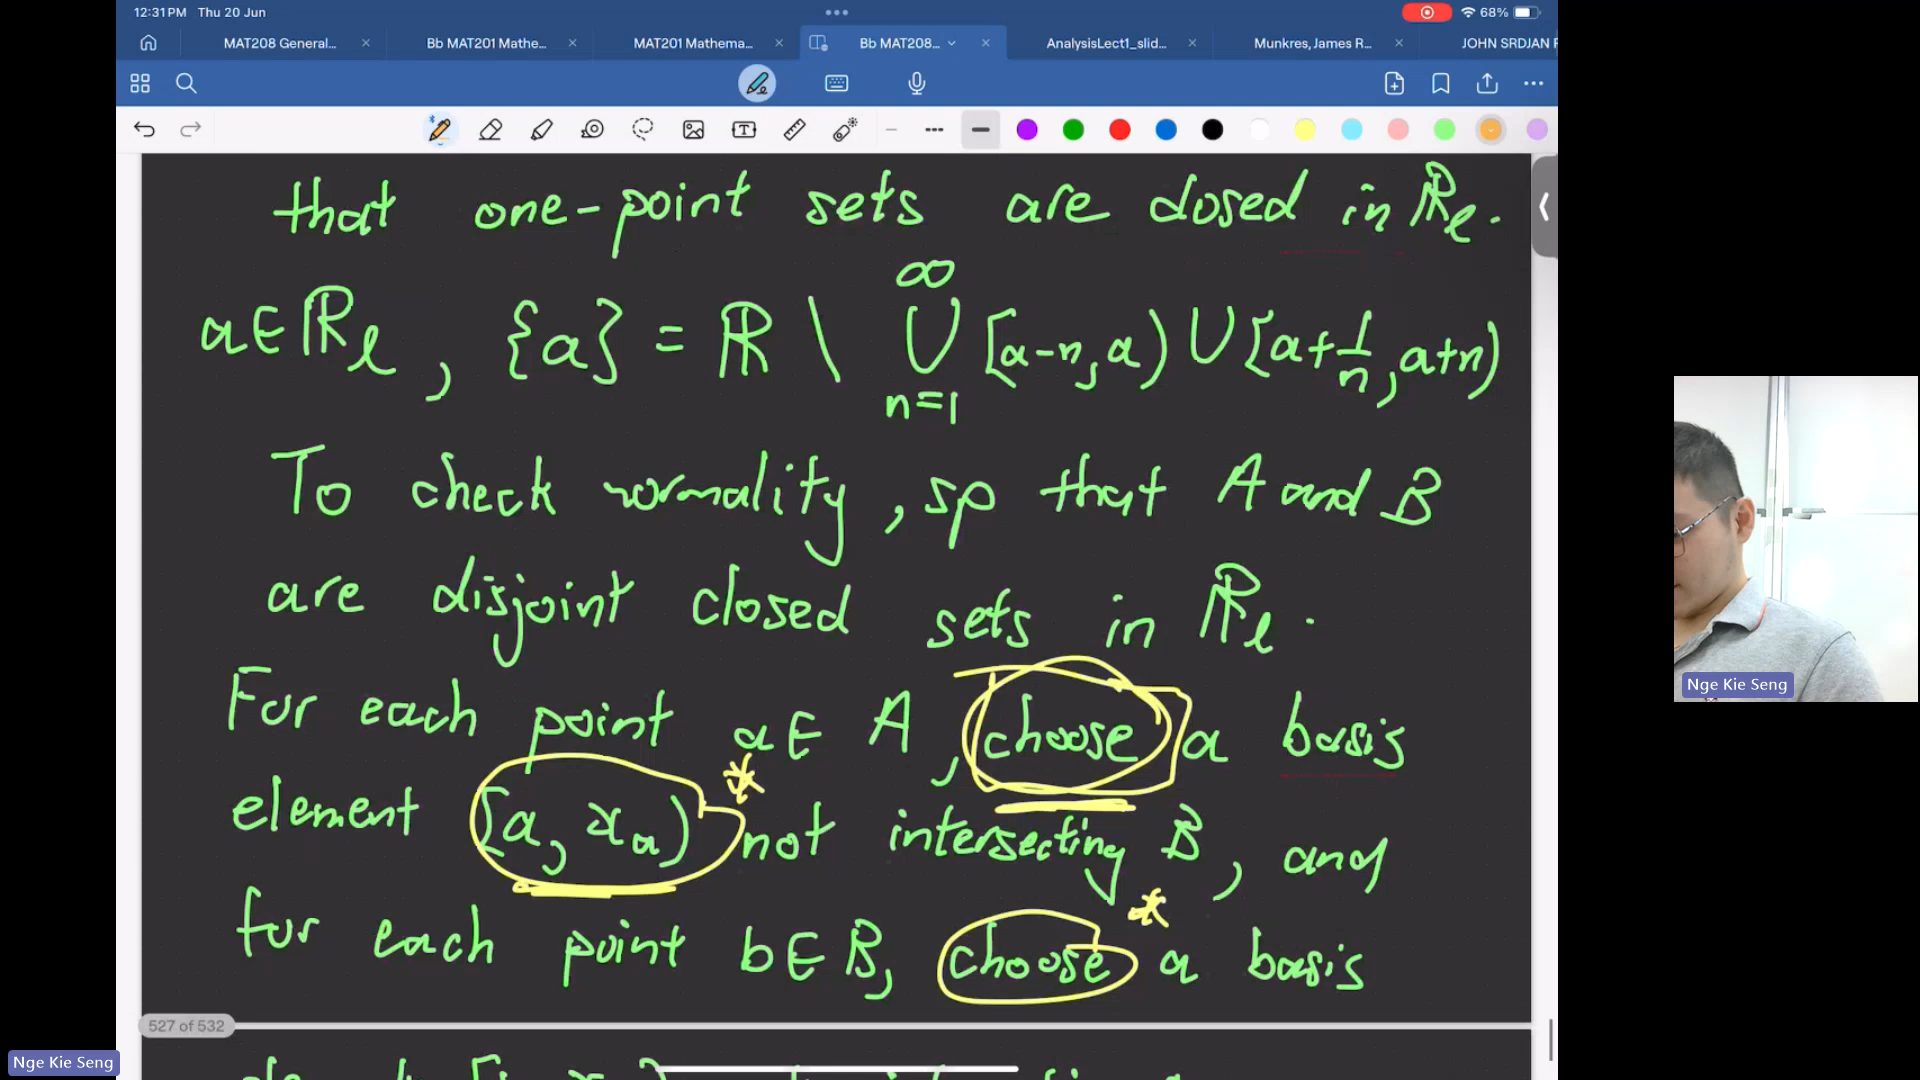 12:31 PM Thu 20 Jun
68%
MAT208 General...
Bb MAT201 Mathe...
MAT201 Mathema...
Bb MAT208...
AnalysisLect1_slid...
Munkres, James R...
JOHN SRDJAN P
that one-point sets are closed in ℝℓ.
a∈ℝℓ, {a} = ℝ \ ∞⋃n=1 [a-n, a) ∪ [a+1/n, a+n)
To check normality, sp that A and B
are disjoint closed sets in ℝℓ.
For each point a∈ A, choose a basis
element [a, xa) * not intersecting B, and
for each point b∈B, choose * a basis
527 of 532
Nge Kie Seng
Nge Kie Seng